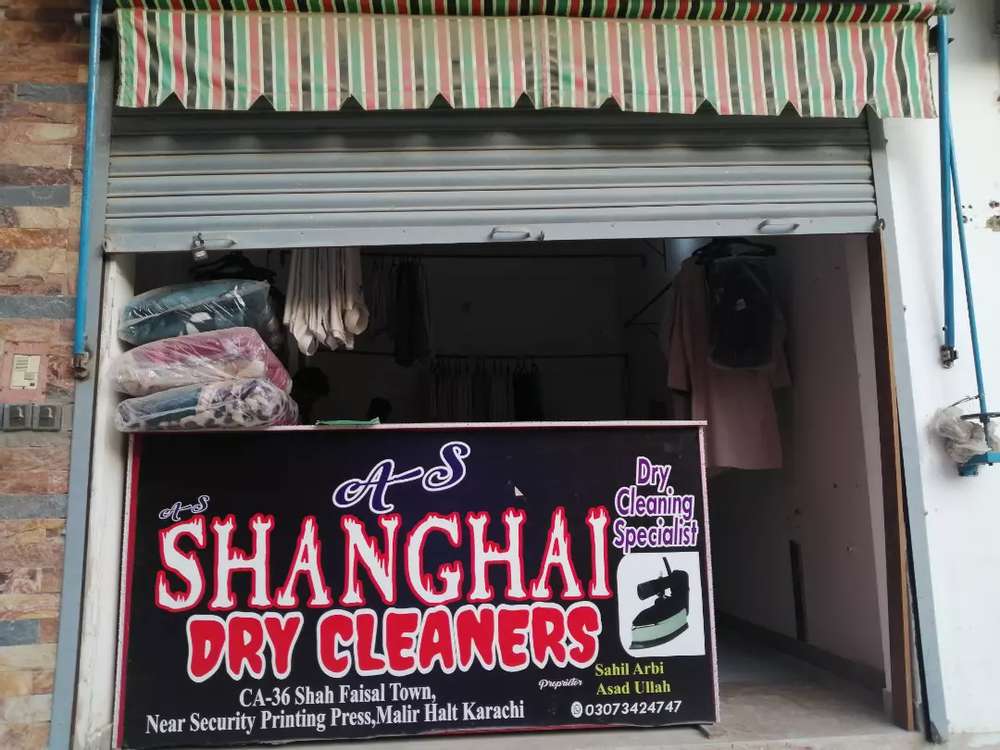 A-S
A-S
SHANGHAI
DRY CLEANERS
CA-36 Shah Faisal Town,
Near Security Printing Press,Malir Halt Karachi
Dry
Cleaning
Specialist
Proprietor
Sahil Arbi
Asad Ullah
03073424747